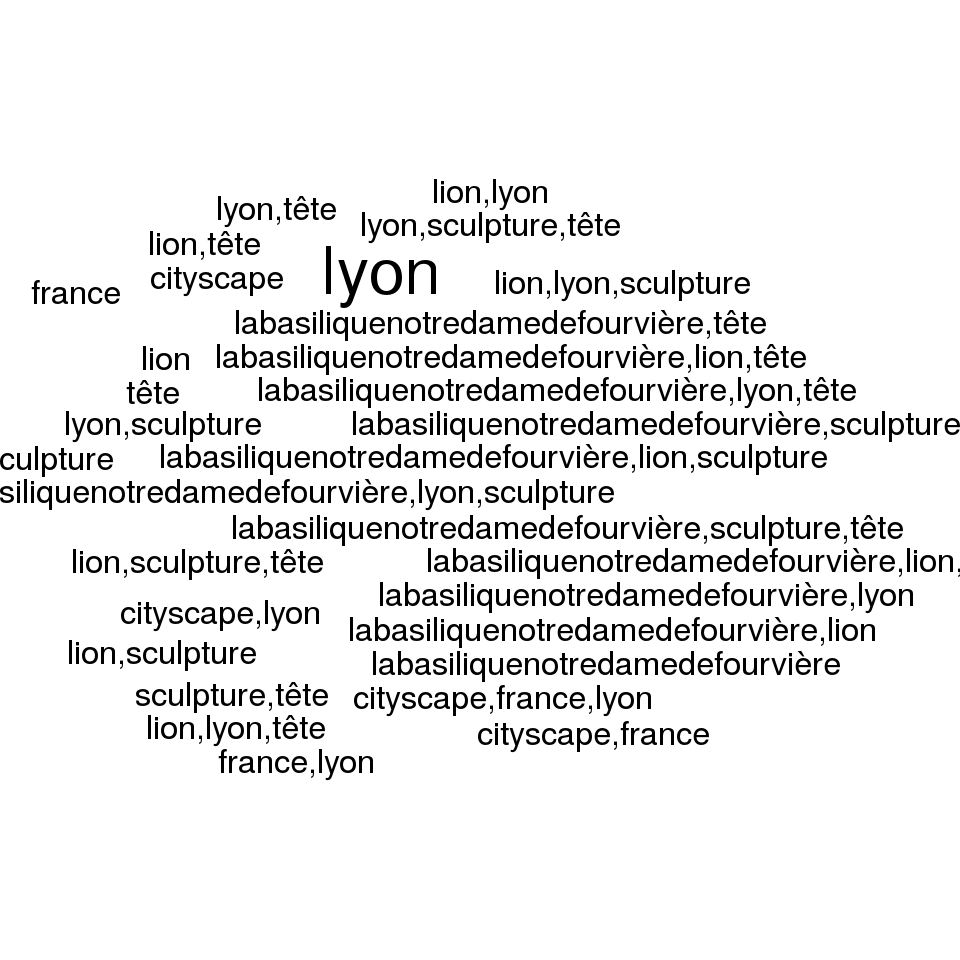 lion,lyon
lyon,tête
lyon,sculpture,tête
lion,tête
lyon
cityscape
lion,lyon,sculpture
france
labasiliquenotredamedefourvière,tête
labasiliquenotredamedefourvière,lion,tête
lion
labasiliquenotredamedefourvière,lyon,tête
tête
lyon,sculpture
labasiliquenotredamedefourvière,sculpture
culpture
labasiliquenotredamedefourvière,lion,sculpture
siliquenotredamedefourvière,lyon,sculpture
labasiliquenotredamedefourvière,sculpture,tête
lion,sculpture,tête
labasiliquenotredamedefourvière,lion,
labasiliquenotredamedefourvière,lyon
cityscape,lyon
labasiliquenotredamedefourvière,lion
lion,sculpture
labasiliquenotredamedefourvière
sculpture,tête
cityscape,france,lyon
lion,lyon,tête
cityscape,france
france,lyon